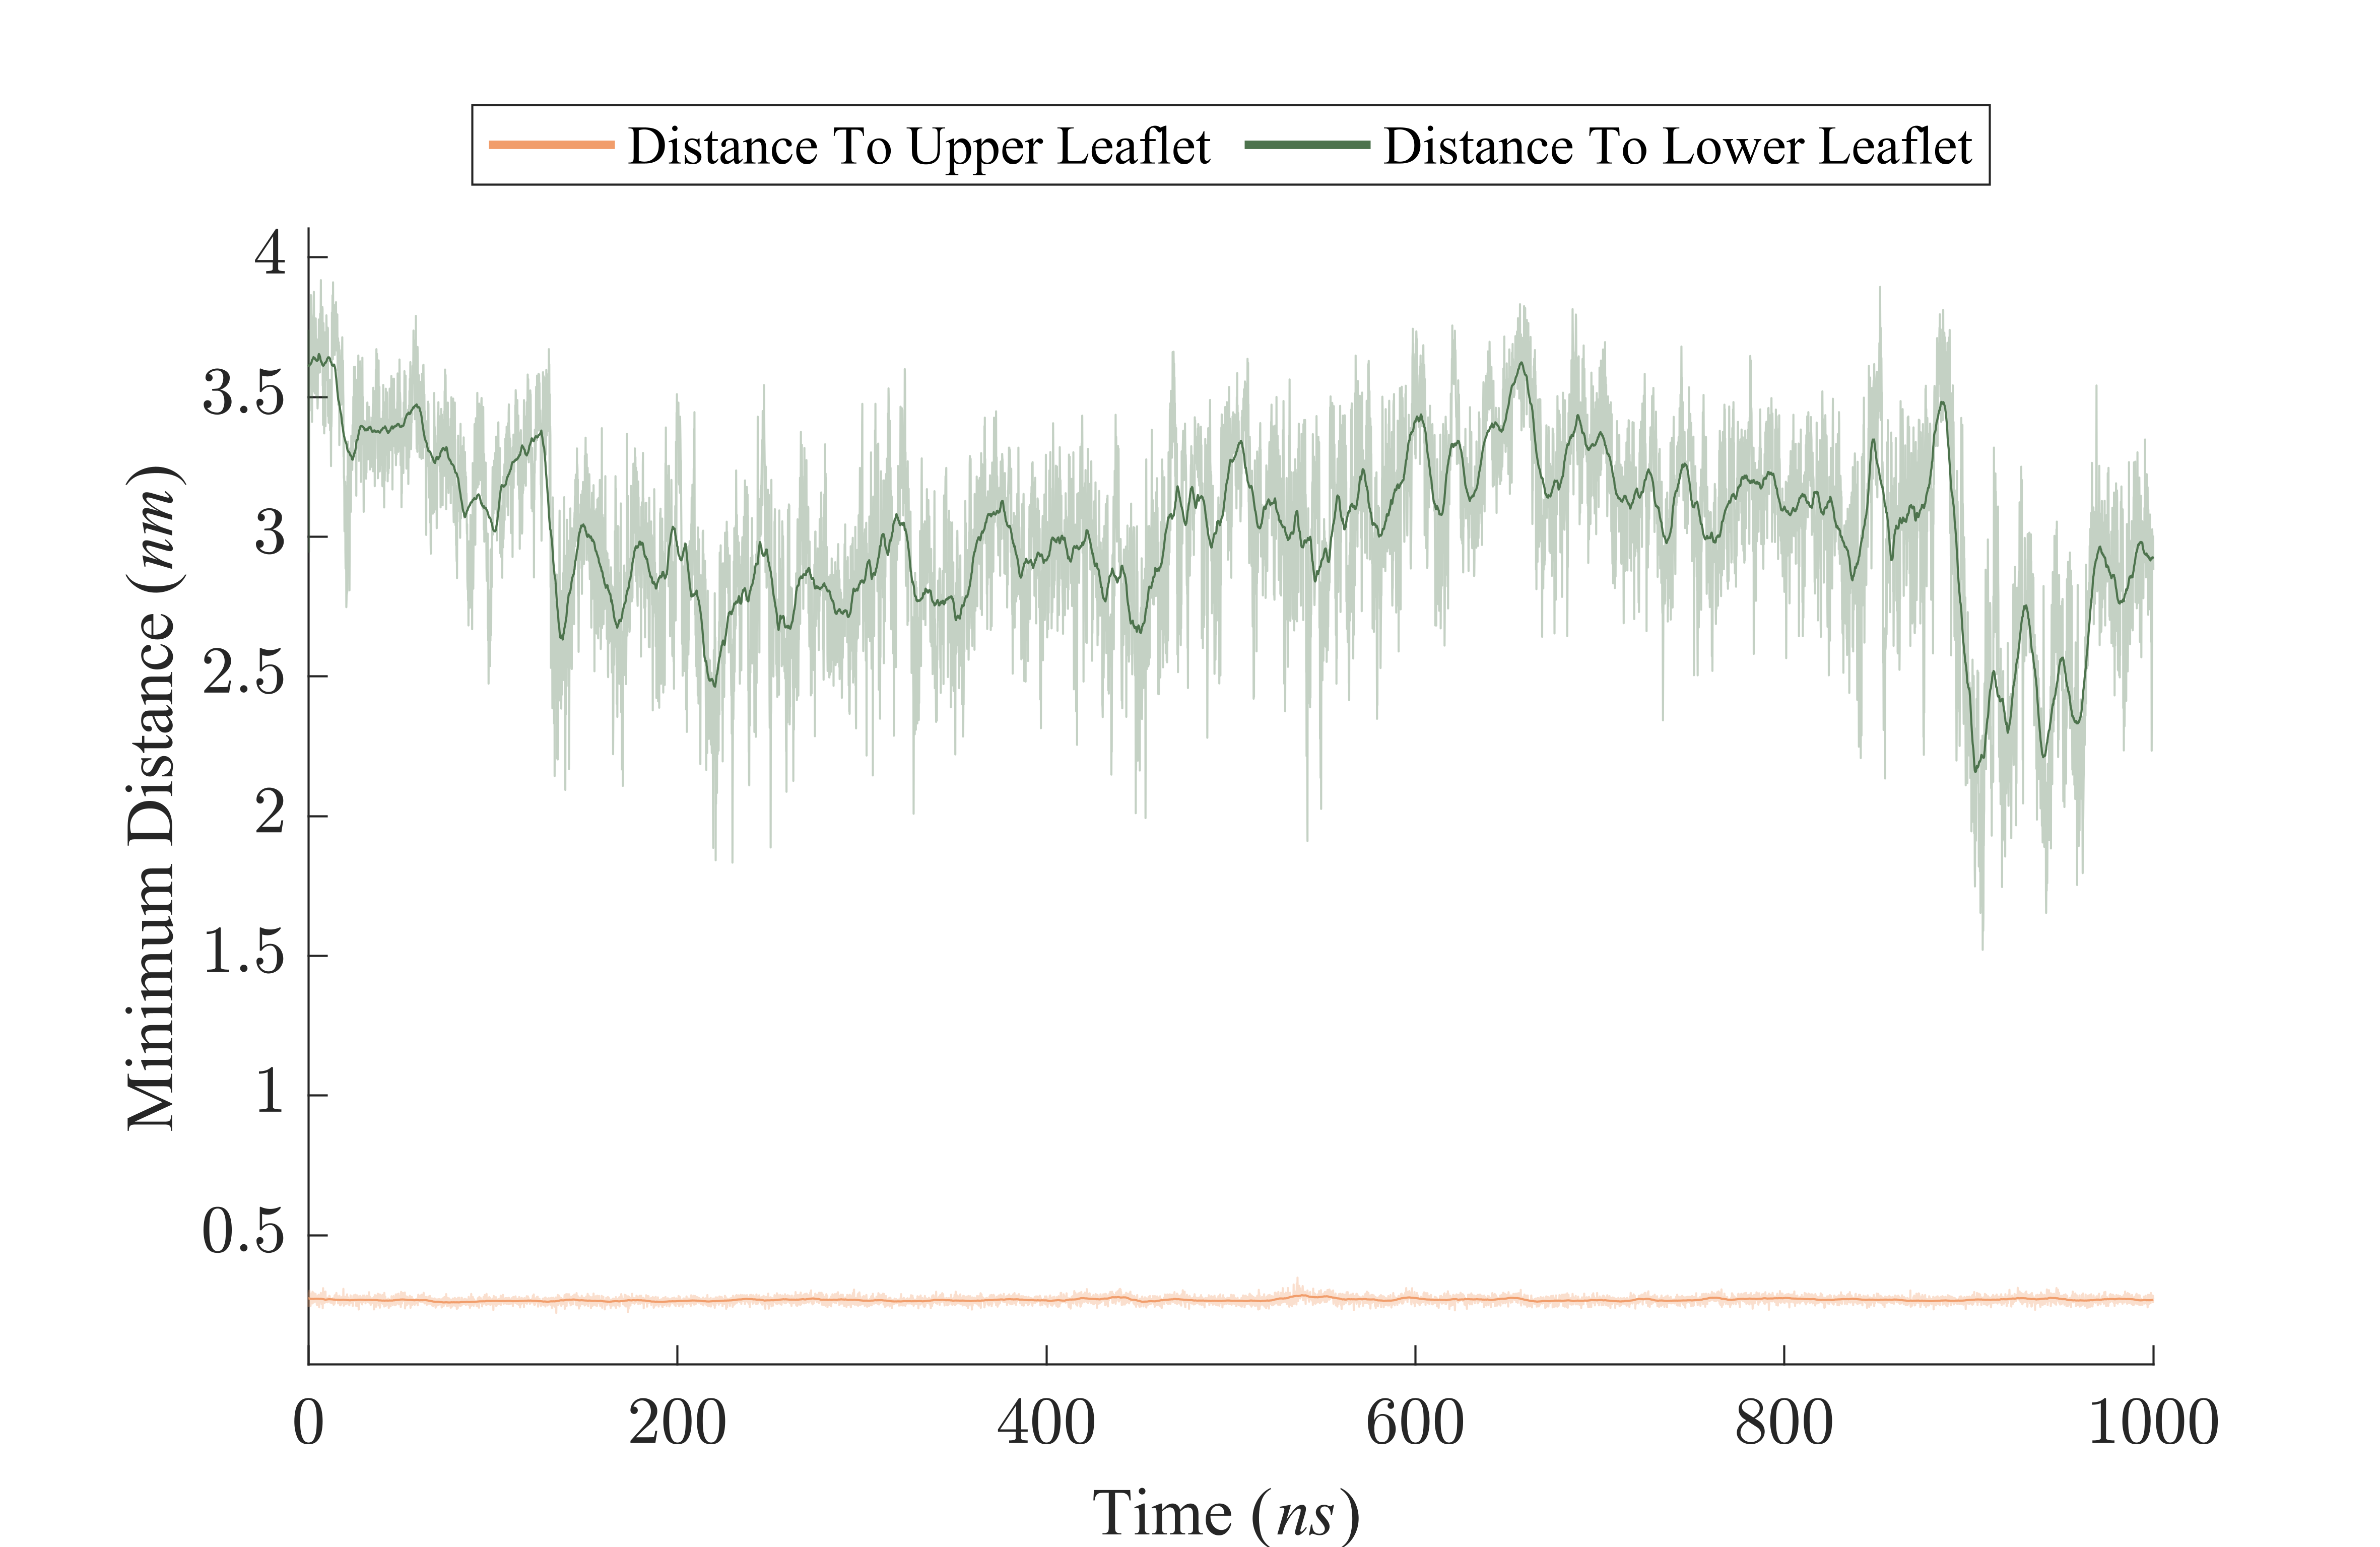 Distance To Upper Leaflet Distance To Lower Leaflet
4
3.5
3
2.5
2
1.5
1
0.5
Minimum Distance (nm)
0 200 400 600 800 1000
Time (ns)